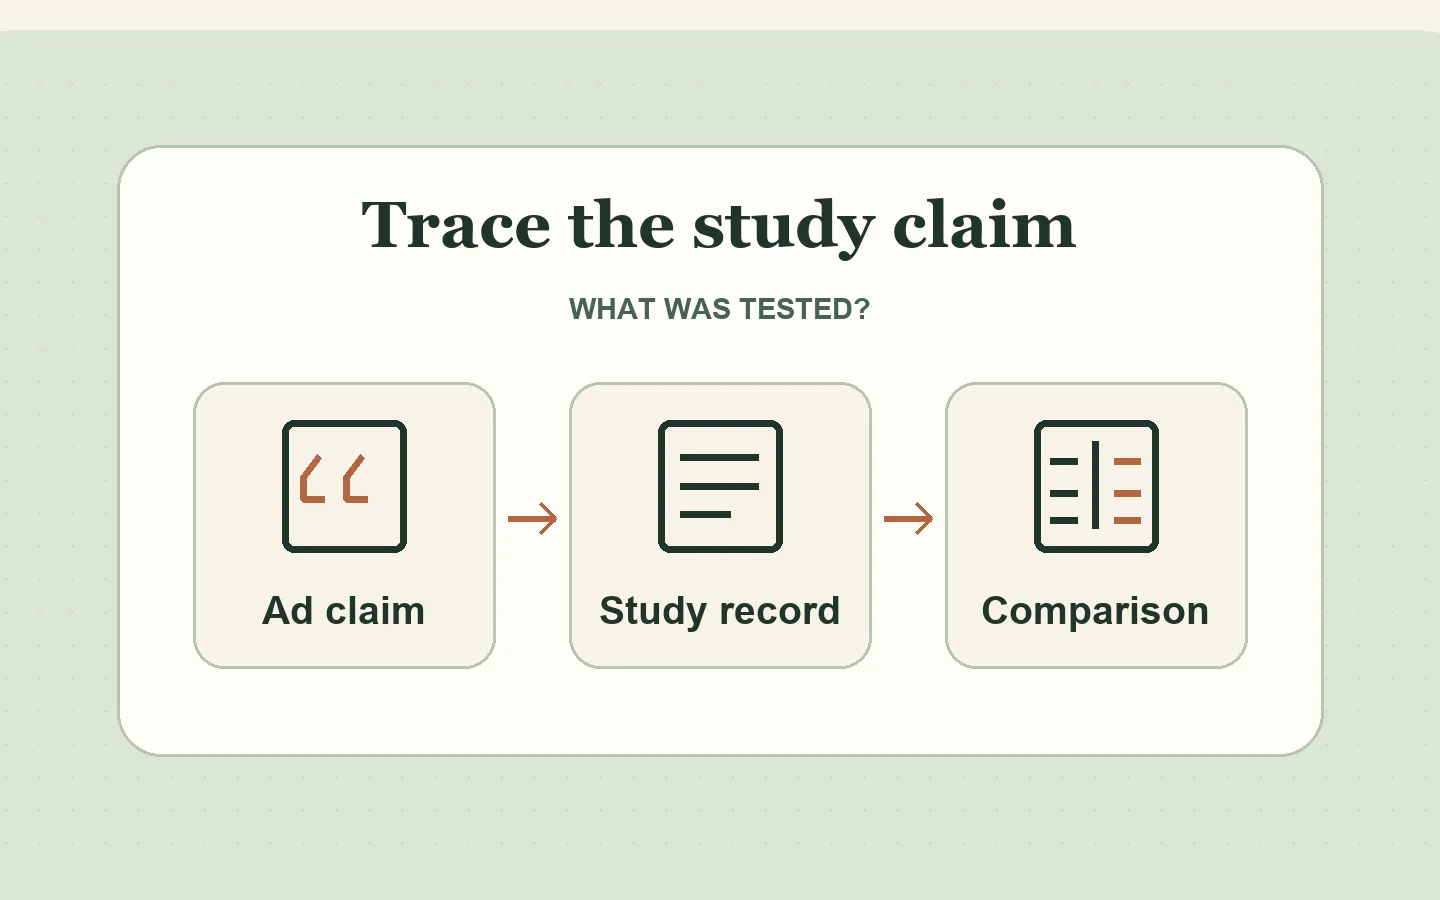 Trace the study claim
WHAT WAS TESTED?
Ad claim
Study record
Comparison